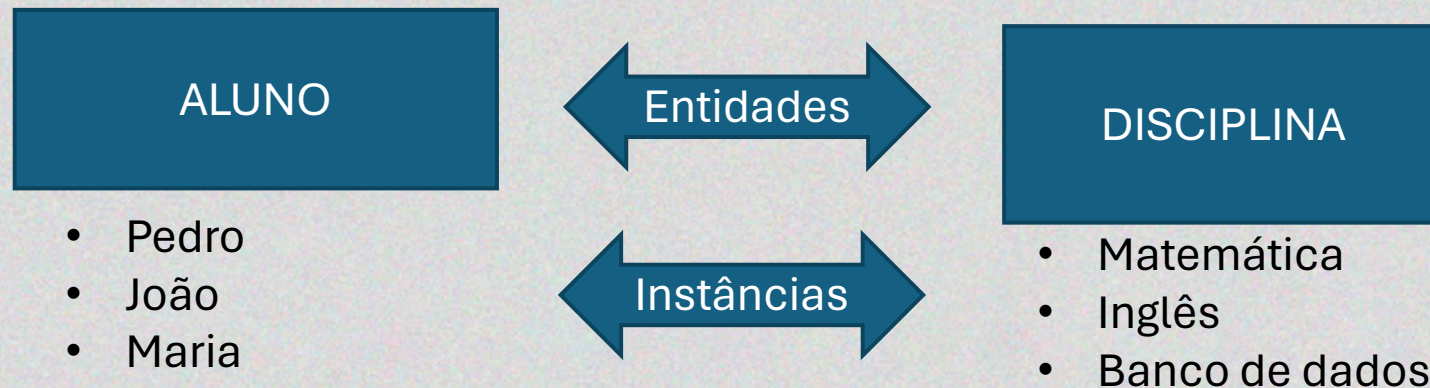 ALUNO
Entidades
DISCIPLINA
• Pedro
• João
• Maria
Instâncias
• Matemática
• Inglês
• Banco de dados